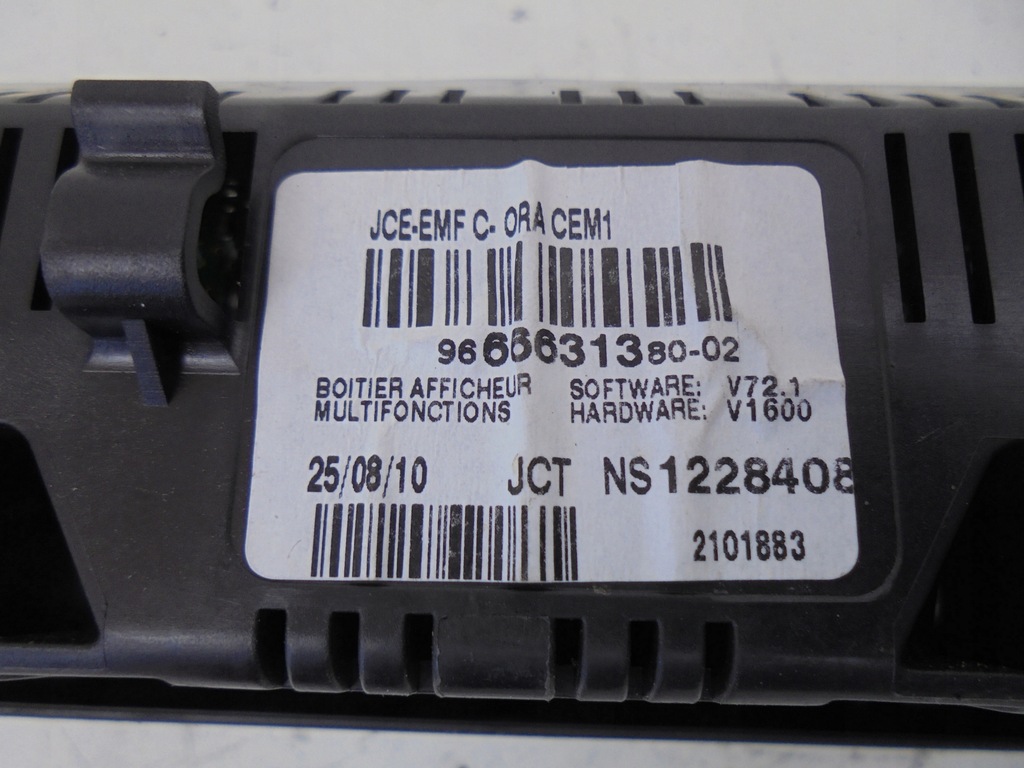 JCE-EMF C- ORA CEM1
9666631380-02
BOITIER AFFICHEUR SOFTWARE: V72.1
MULTIFONCTIONS HARDWARE: V1600
25/08/10 JCT NS1228408
2101883